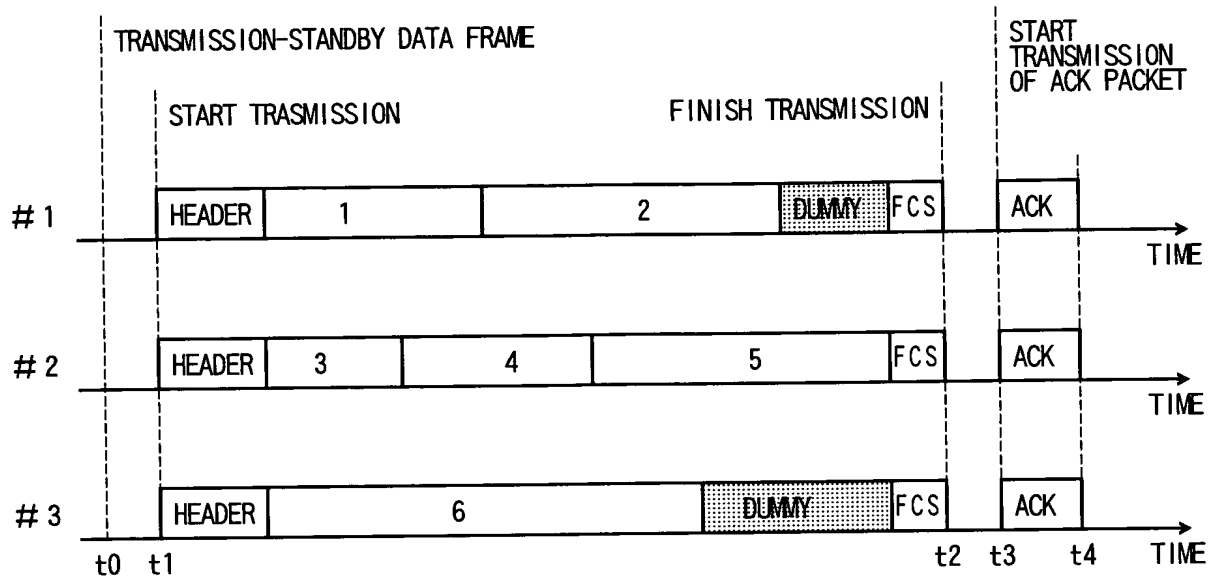 TRANSMISSION-STANDBY DATA FRAME
START
TRANSMISSION
OF ACK PACKET
START TRASMISSION
FINISH TRANSMISSION
#1
HEADER
1
2
DUMMY
FCS
ACK
TIME
#2
HEADER
3
4
5
FCS
ACK
TIME
#3
HEADER
6
DUMMY
FCS
ACK
TIME
t0
t1
t2
t3
t4